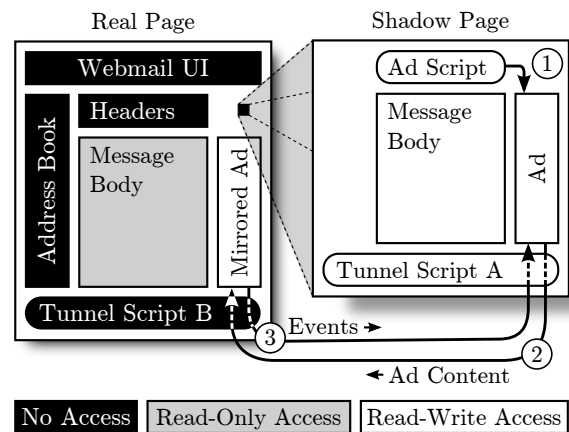 Real Page
Shadow Page
Webmail UI
Ad Script
1
Address Book
Headers
Message
Body
Mirrored Ad
Message
Body
Ad
Tunnel Script A
Tunnel Script B
3
Events
2
Ad Content
No Access
Read-Only Access
Read-Write Access